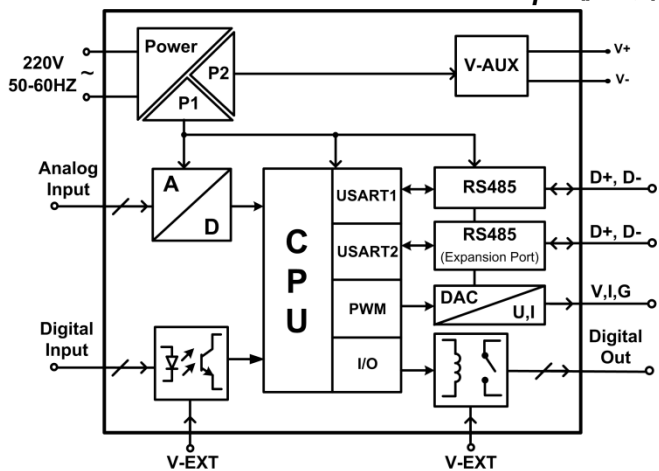 Power
P2
P1
V-AUX
V+
V-
220V
50-60HZ ~
Analog
Input
A
D
CPU
USART1
USART2
PWM
I/O
RS485
D+, D-
RS485
(Expansion Port)
D+, D-
DAC
U,I
V,I,G
Digital
Input
Digital
Out
V-EXT
V-EXT